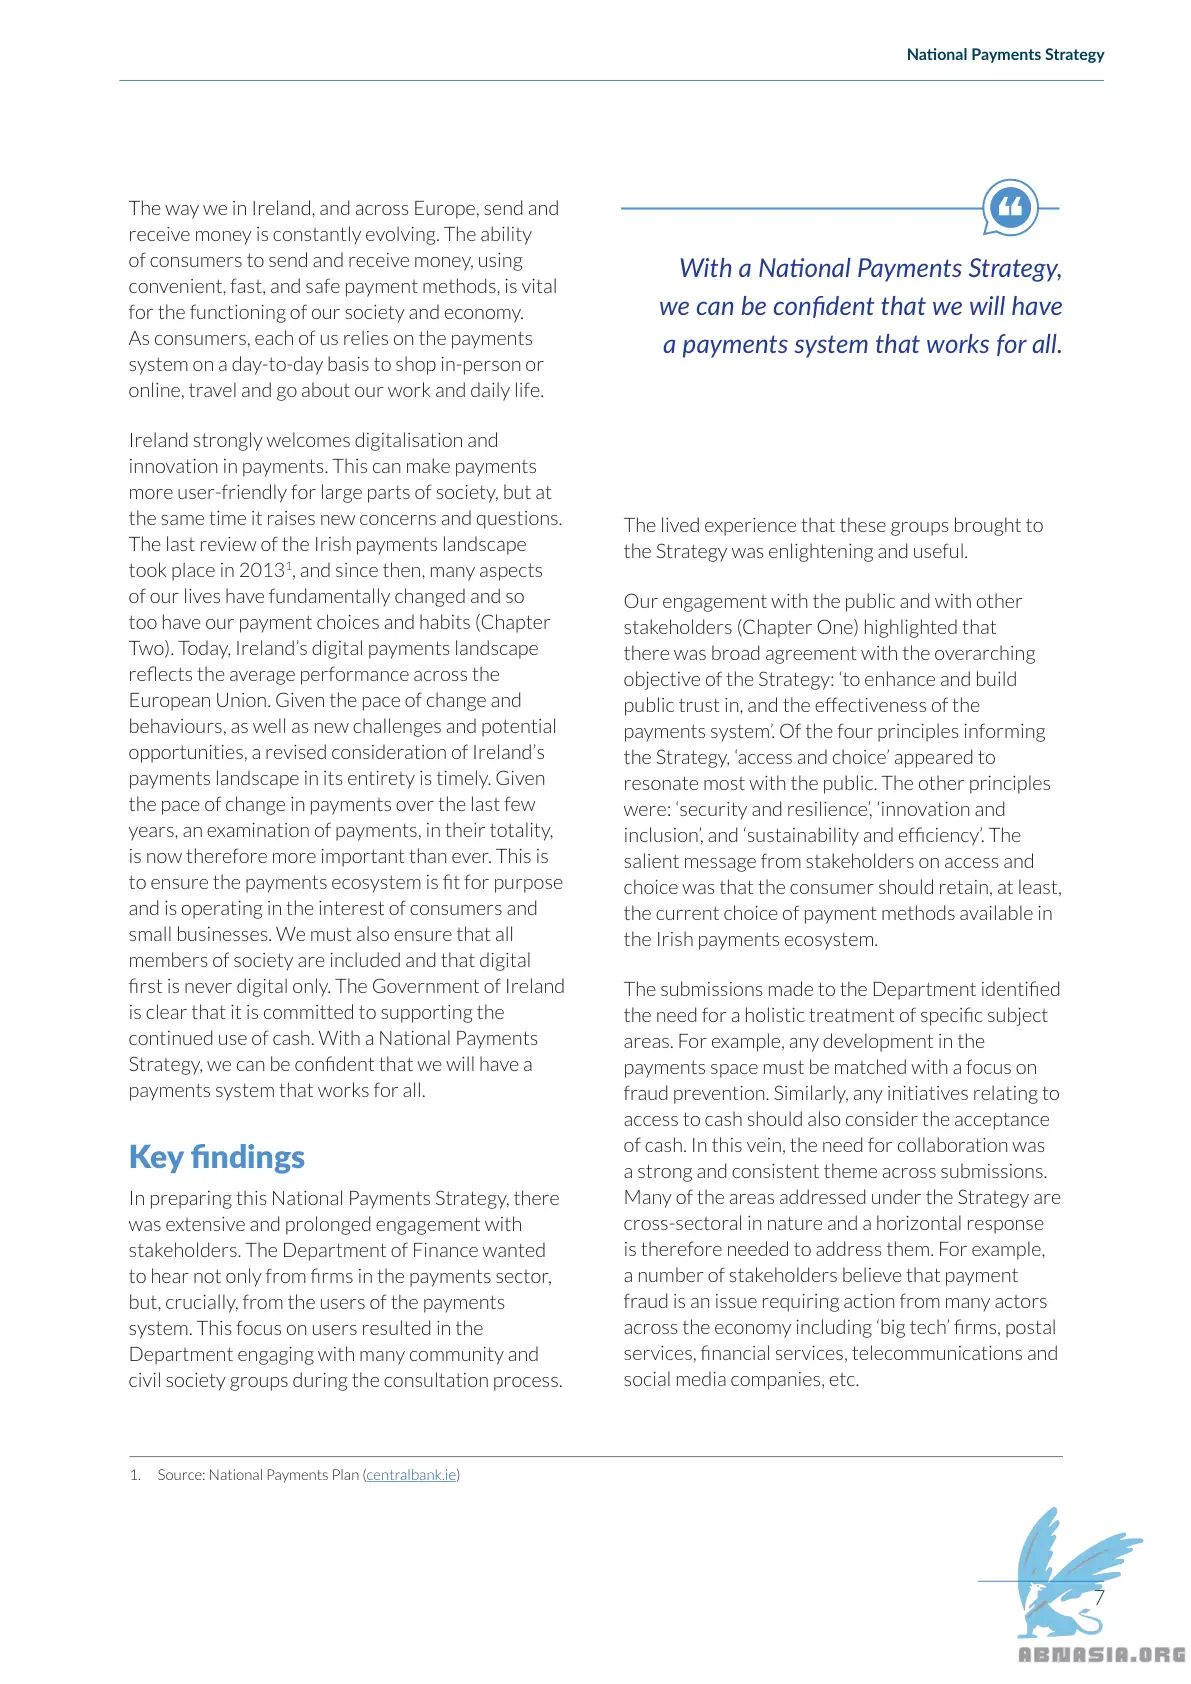 National Payments Strategy
The way we in Ireland, and across Europe, send and
receive money is constantly evolving. The ability
of consumers to send and receive money, using
convenient, fast, and safe payment methods, is vital
for the functioning of our society and economy.
As consumers, each of us relies on the payments
system on a day-to-day basis to shop in-person or
online, travel and go about our work and daily life.
Ireland strongly welcomes digitalisation and
innovation in payments. This can make payments
more user-friendly for large parts of society, but at
the same time it raises new concerns and questions.
The last review of the Irish payments landscape
took place in 2013¹, and since then, many aspects
of our lives have fundamentally changed and so
too have our payment choices and habits (Chapter
Two). Today, Ireland’s digital payments landscape
reflects the average performance across the
European Union. Given the pace of change and
behaviours, as well as new challenges and potential
opportunities, a revised consideration of Ireland’s
payments landscape in its entirety is timely. Given
the pace of change in payments over the last few
years, an examination of payments, in their totality,
is now therefore more important than ever. This is
to ensure the payments ecosystem is fit for purpose
and is operating in the interest of consumers and
small businesses. We must also ensure that all
members of society are included and that digital
first is never digital only. The Government of Ireland
is clear that it is committed to supporting the
continued use of cash. With a National Payments
Strategy, we can be confident that we will have a
payments system that works for all.
Key findings
In preparing this National Payments Strategy, there
was extensive and prolonged engagement with
stakeholders. The Department of Finance wanted
to hear not only from firms in the payments sector,
but, crucially, from the users of the payments
system. This focus on users resulted in the
Department engaging with many community and
civil society groups during the consultation process.
With a National Payments Strategy,
we can be confident that we will have
a payments system that works for all.
The lived experience that these groups brought to
the Strategy was enlightening and useful.
Our engagement with the public and with other
stakeholders (Chapter One) highlighted that
there was broad agreement with the overarching
objective of the Strategy: ‘to enhance and build
public trust in, and the effectiveness of the
payments system’. Of the four principles informing
the Strategy, ‘access and choice’ appeared to
resonate most with the public. The other principles
were: ‘security and resilience’, ‘innovation and
inclusion’, and ‘sustainability and efficiency’. The
salient message from stakeholders on access and
choice was that the consumer should retain, at least,
the current choice of payment methods available in
the Irish payments ecosystem.
The submissions made to the Department identified
the need for a holistic treatment of specific subject
areas. For example, any development in the
payments space must be matched with a focus on
fraud prevention. Similarly, any initiatives relating to
access to cash should also consider the acceptance
of cash. In this vein, the need for collaboration was
a strong and consistent theme across submissions.
Many of the areas addressed under the Strategy are
cross-sectoral in nature and a horizontal response
is therefore needed to address them. For example,
a number of stakeholders believe that payment
fraud is an issue requiring action from many actors
across the economy including ‘big tech’ firms, postal
services, financial services, telecommunications and
social media companies, etc.
1. Source: National Payments Plan (centralbank.ie)
7
ABNASIA.ORG